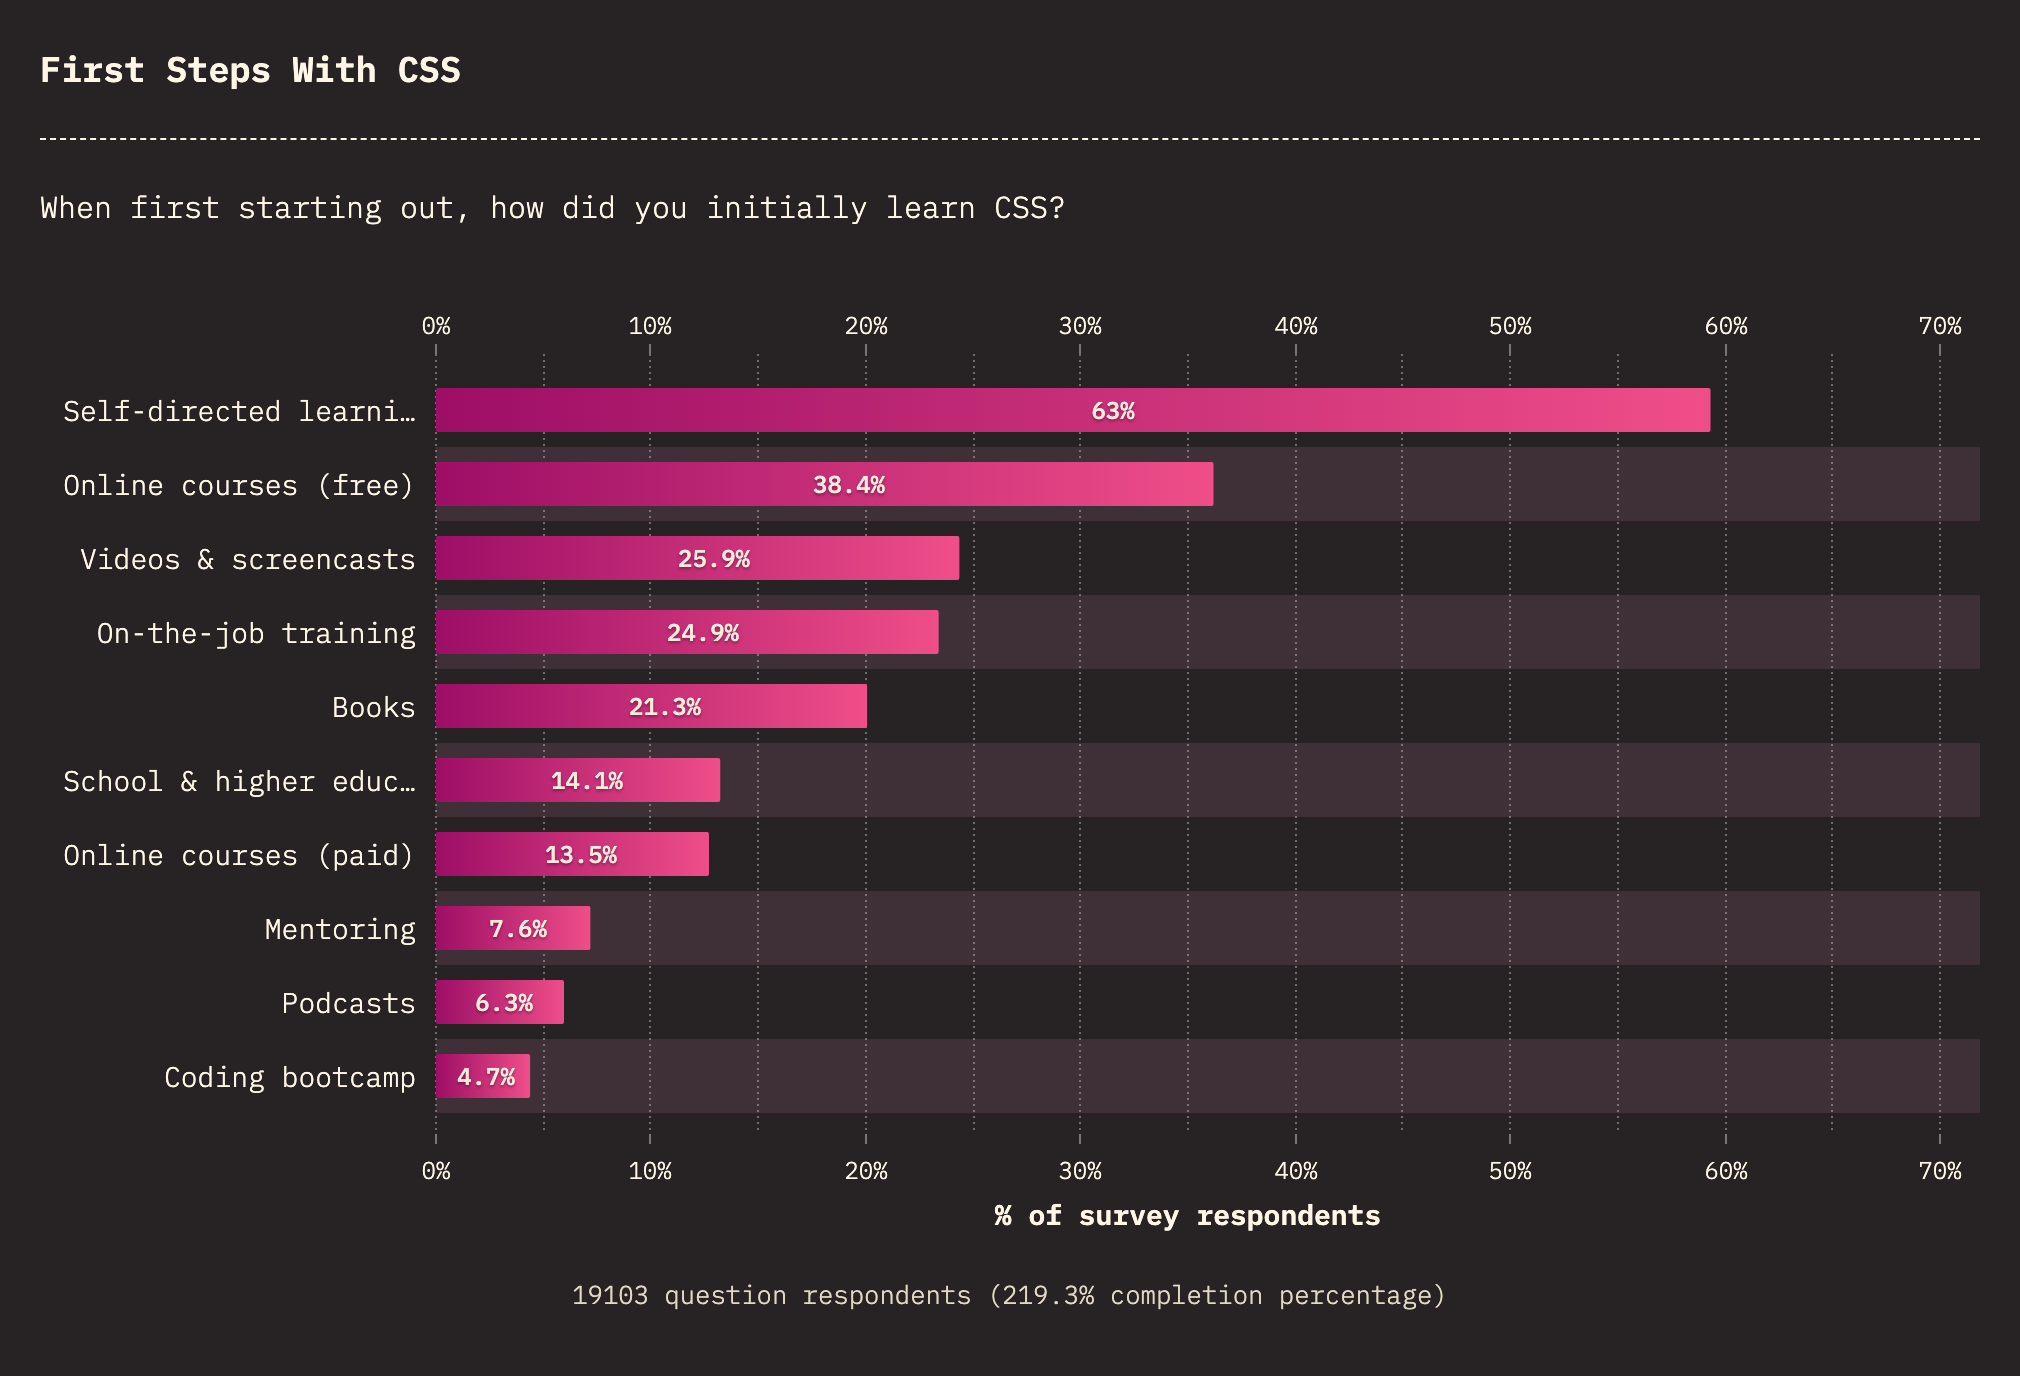 First Steps With CSS
When first starting out, how did you initially learn CSS?
0% 10% 20% 30% 40% 50% 60% 70%
Self-directed learni… 63%
Online courses (free) 38.4%
Videos & screencasts 25.9%
On-the-job training 24.9%
Books 21.3%
School & higher educ… 14.1%
Online courses (paid) 13.5%
Mentoring 7.6%
Podcasts 6.3%
Coding bootcamp 4.7%
0% 10% 20% 30% 40% 50% 60% 70%
% of survey respondents
19103 question respondents (219.3% completion percentage)